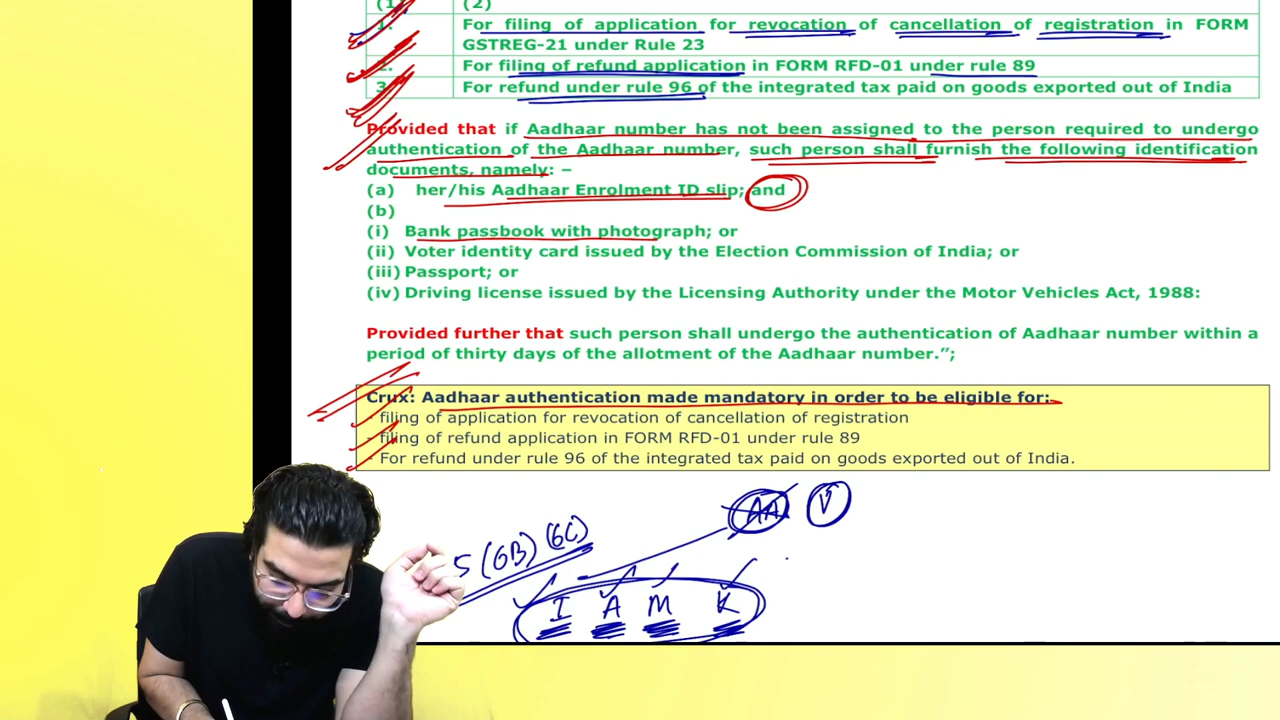 (1) (2)
1. For filing of application for revocation of cancellation of registration in FORM
GSTREG-21 under Rule 23
2. For filing of refund application in FORM RFD-01 under rule 89
3. For refund under rule 96 of the integrated tax paid on goods exported out of India
Provided that if Aadhaar number has not been assigned to the person required to undergo
authentication of the Aadhaar number, such person shall furnish the following identification
documents, namely: –
(a) her/his Aadhaar Enrolment ID slip; and
(b)
(i) Bank passbook with photograph; or
(ii) Voter identity card issued by the Election Commission of India; or
(iii) Passport; or
(iv) Driving license issued by the Licensing Authority under the Motor Vehicles Act, 1988:
Provided further that such person shall undergo the authentication of Aadhaar number within a
period of thirty days of the allotment of the Aadhaar number.”;
Crux: Aadhaar authentication made mandatory in order to be eligible for:-
- filing of application for revocation of cancellation of registration
- filing of refund application in FORM RFD-01 under rule 89
- For refund under rule 96 of the integrated tax paid on goods exported out of India.
AA V
5 (6B) (6C)
I A M K